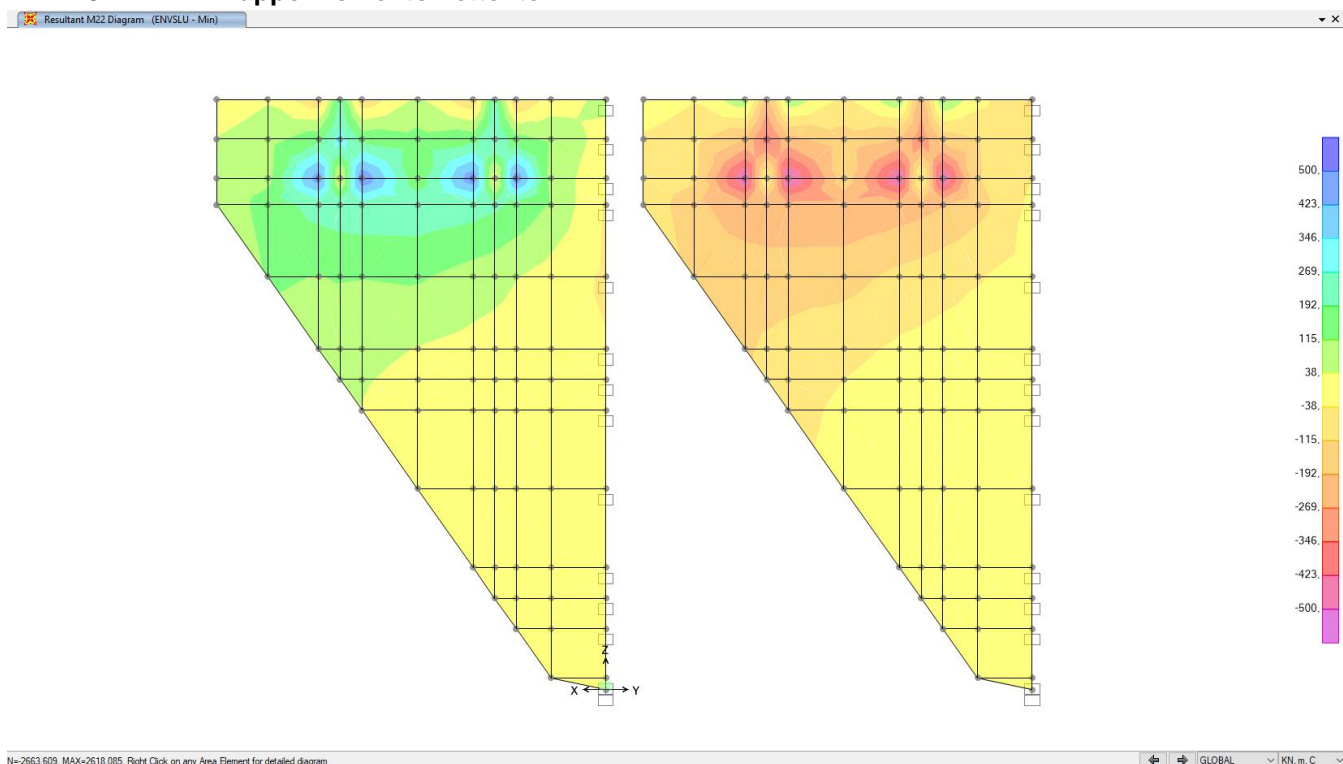 Resultant M22 Diagram (ENVSLU - Min)
500,
423,
346,
269,
192,
115,
38,
-38,
-115,
-192,
-269,
-346,
-423,
-500,
Z
X
Y
N=-2663.609, MAX=2618.085. Right Click on any Area Element for detailed diagram
GLOBAL
KN, m, C